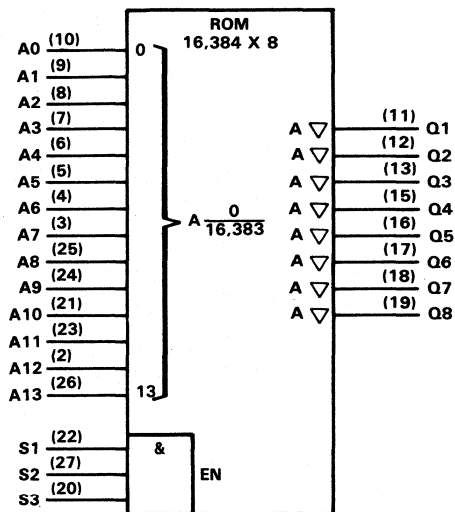 ROM
16,384 X 8
A0 (10) 0
A1 (9)
A2 (8)
A3 (7) A ▽ (11) Q1
A4 (6) A ▽ (12) Q2
A5 (5) A ▽ (13) Q3
A6 (4) A ▽ (15) Q4
A7 (3) A 0/16,383 A ▽ (16) Q5
A8 (25) A ▽ (17) Q6
A9 (24) A ▽ (18) Q7
A10 (21) A ▽ (19) Q8
A11 (23)
A12 (2)
A13 (26) 13
S1 (22) &
S2 (27) EN
S3 (20)